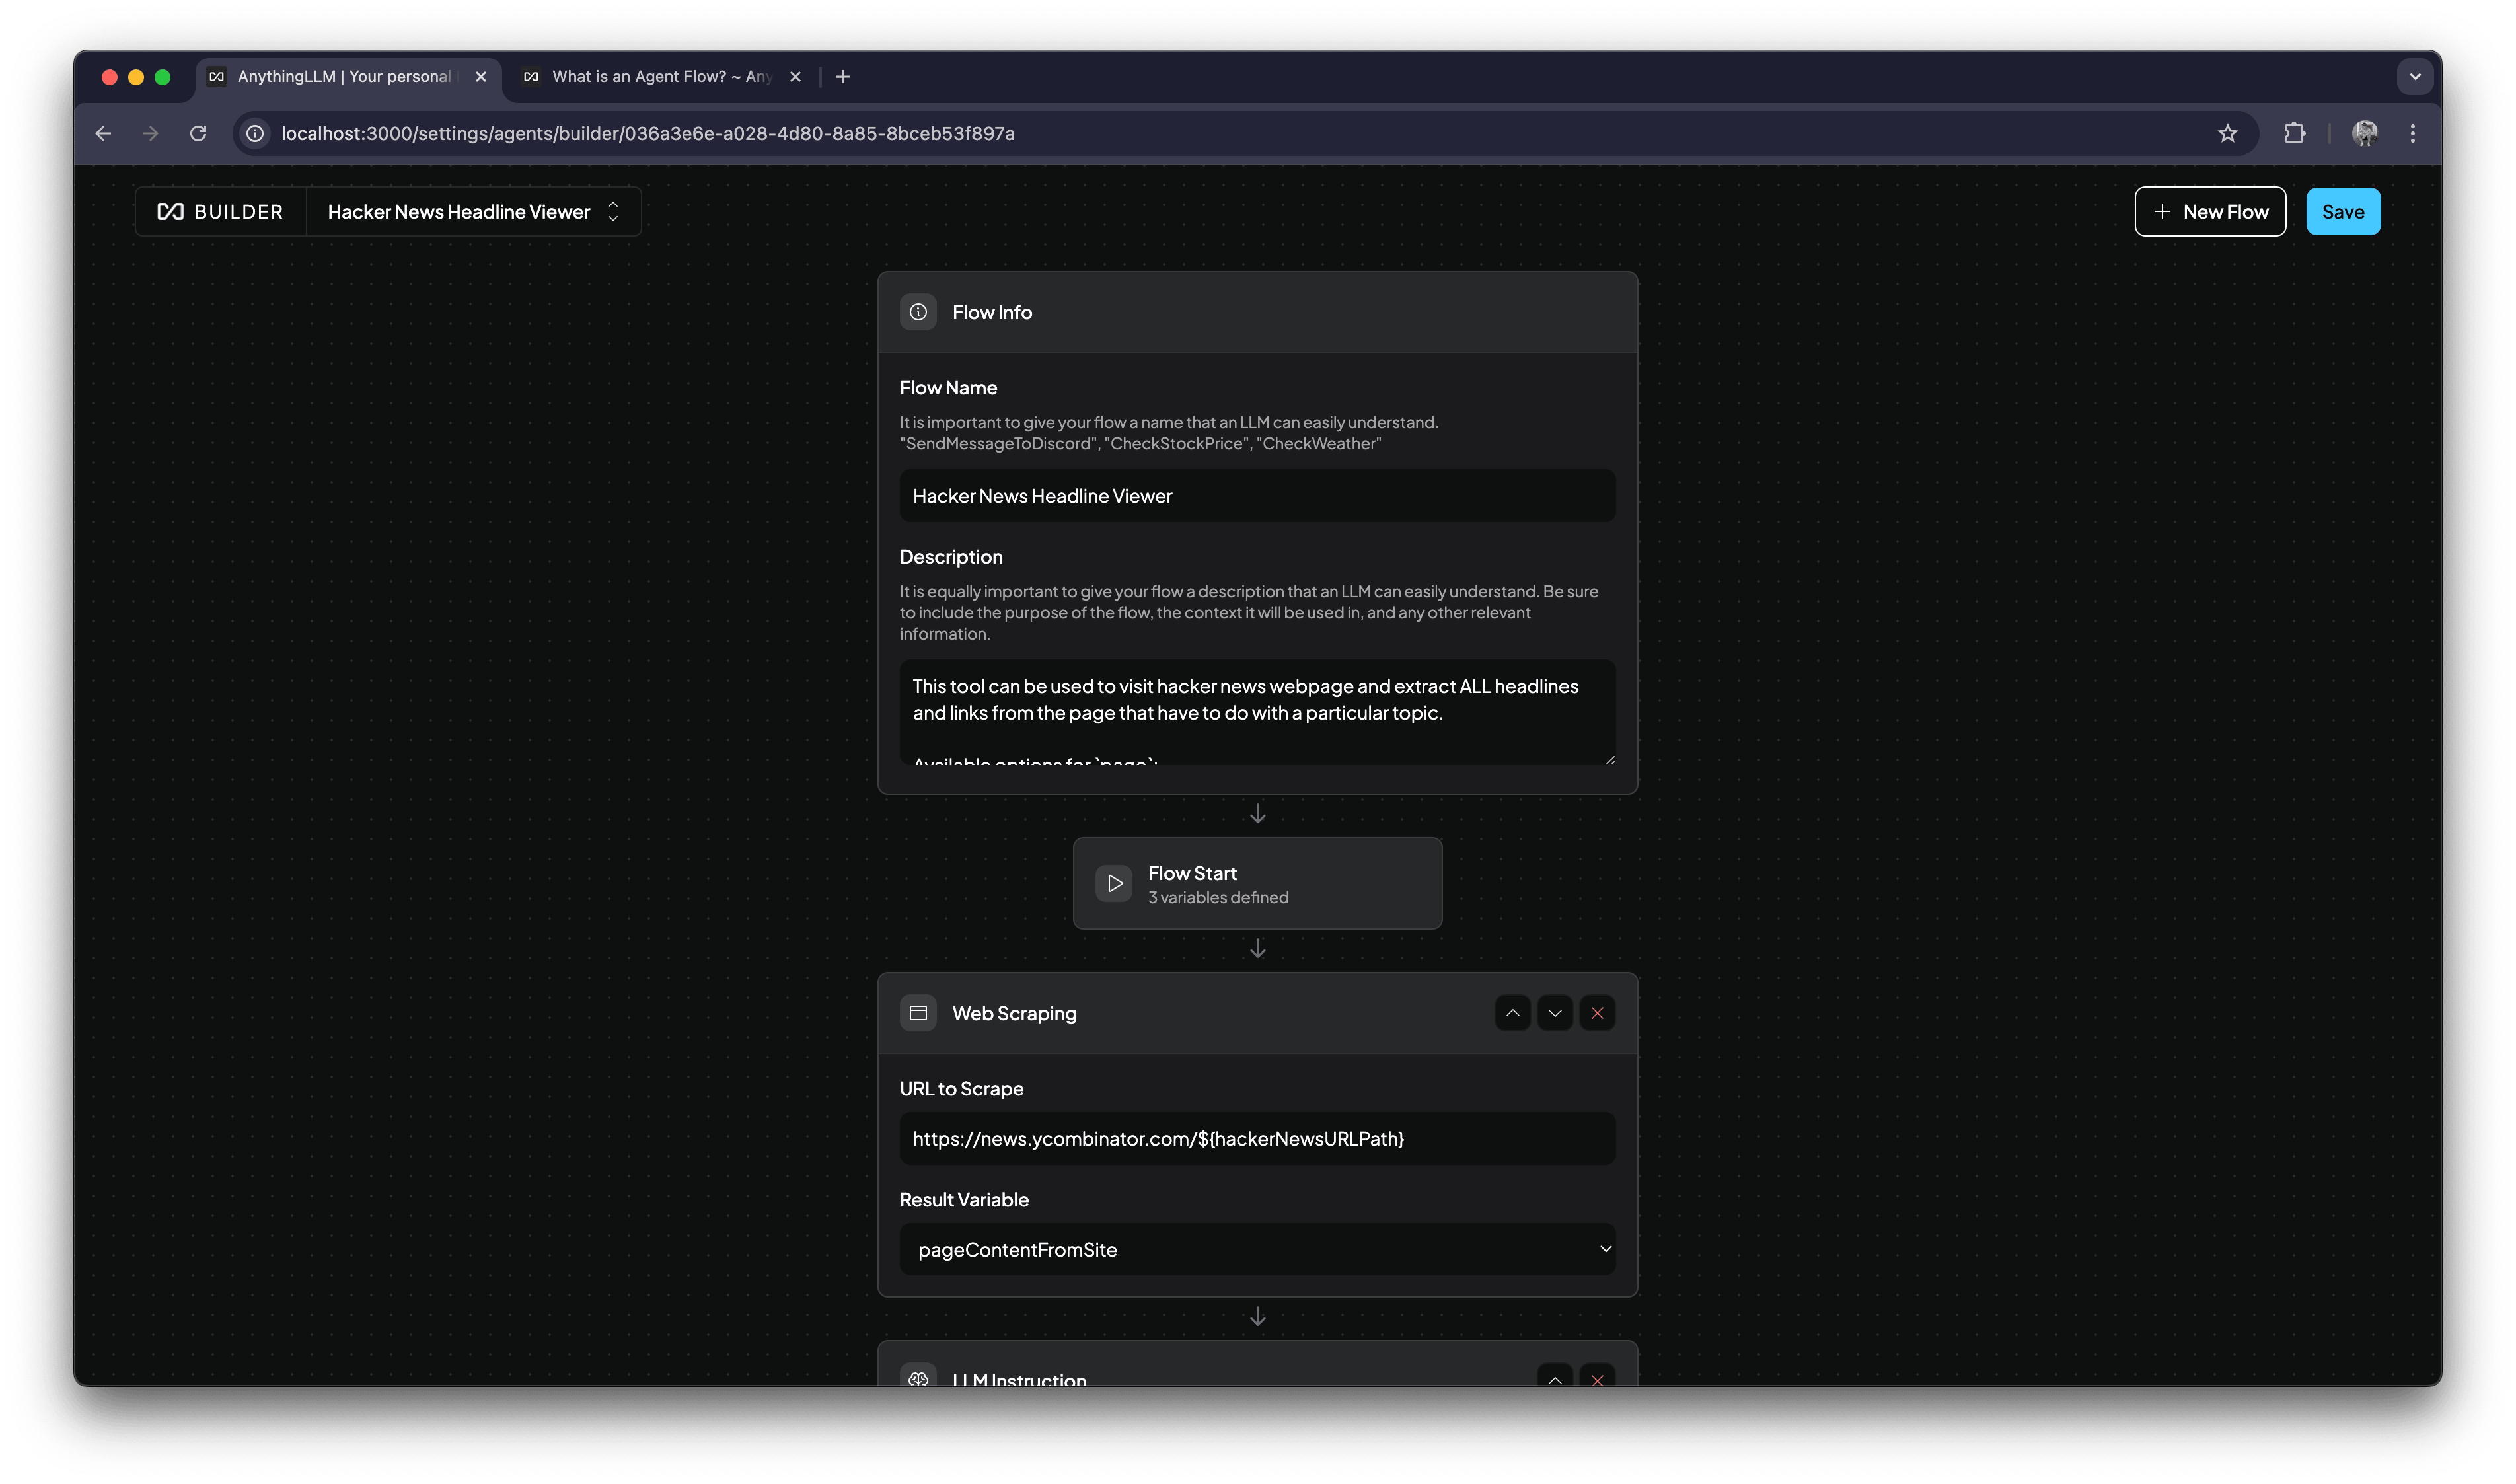 AnythingLLM | Your personal
What is an Agent Flow? ~ Any
localhost:3000/settings/agents/builder/036a3e6e-a028-4d80-8a85-8bceb53f897a
BUILDER
Hacker News Headline Viewer
New Flow
Save
Flow Info
Flow Name
It is important to give your flow a name that an LLM can easily understand.
"SendMessageToDiscord", "CheckStockPrice", "CheckWeather"
Hacker News Headline Viewer
Description
It is equally important to give your flow a description that an LLM can easily understand. Be sure
to include the purpose of the flow, the context it will be used in, and any other relevant
information.
This tool can be used to visit hacker news webpage and extract ALL headlines
and links from the page that have to do with a particular topic.
Available options for `page`:
Flow Start
3 variables defined
Web Scraping
URL to Scrape
https://news.ycombinator.com/${hackerNewsURLPath}
Result Variable
pageContentFromSite
LLM Instruction